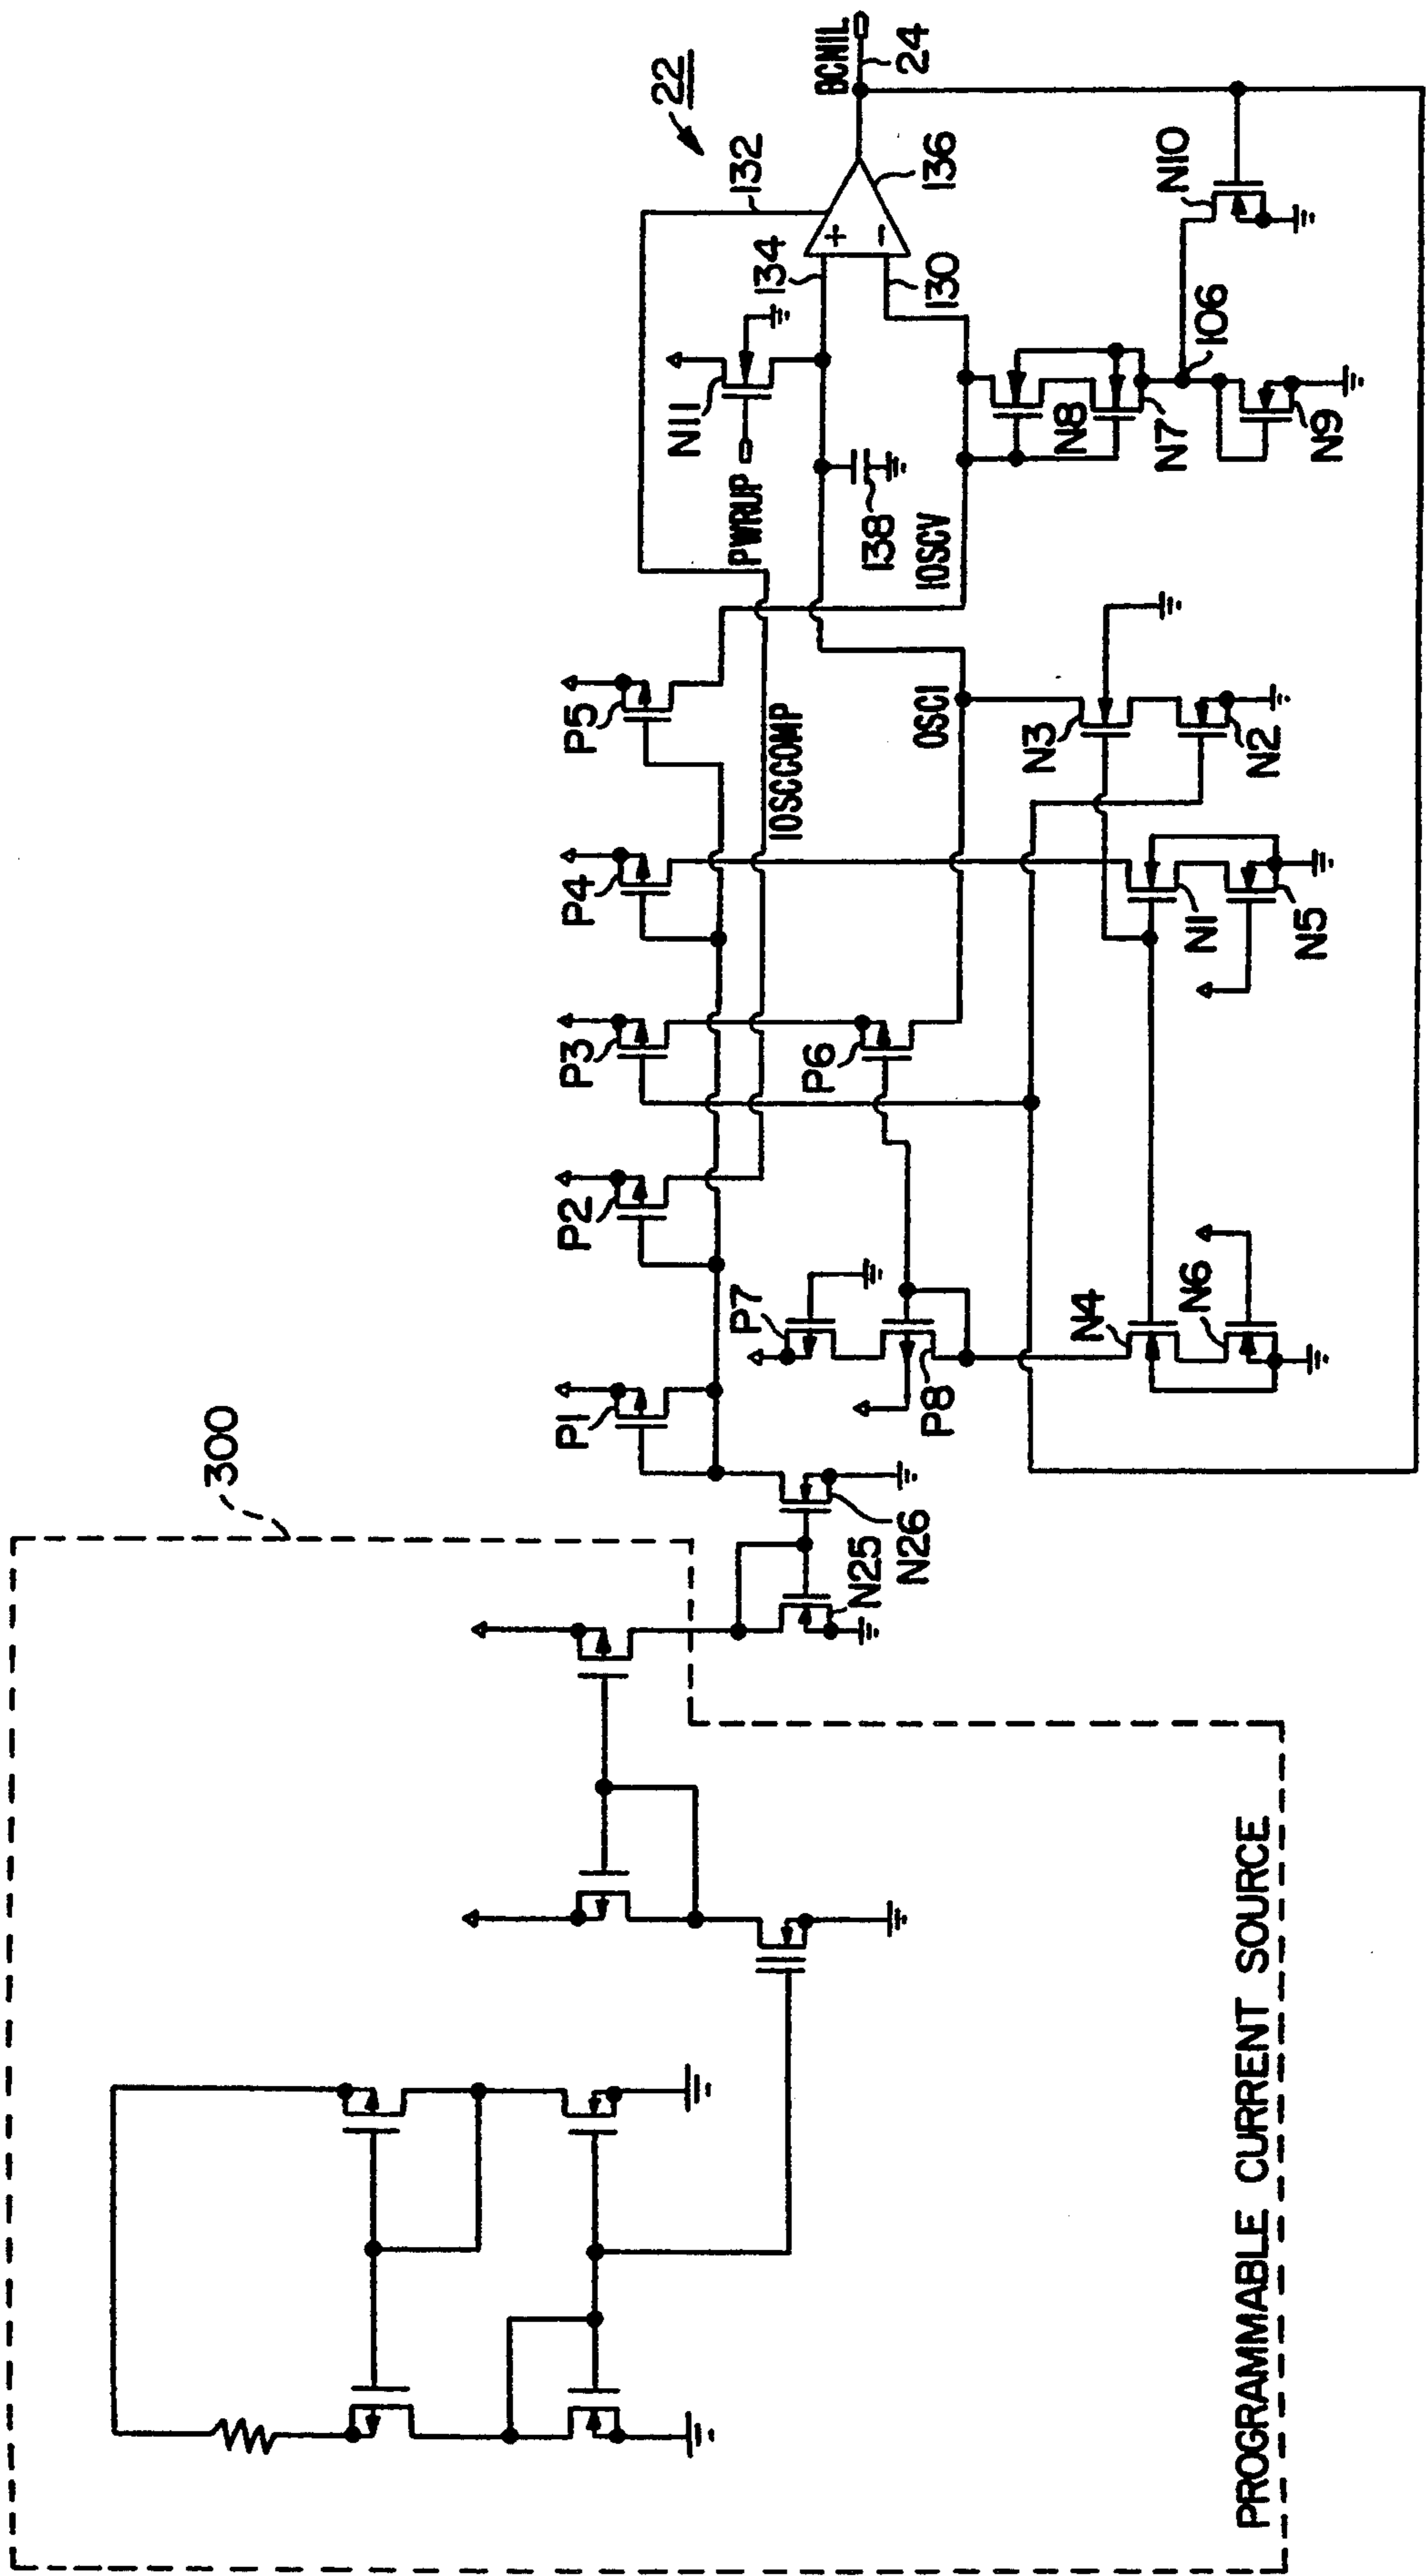 300
22
PROGRAMMABLE CURRENT SOURCE
N25
N26
P1
P2
P3
P4
P5
P7
P8
P6
IOSCCOMP
PWRUP
N11
132
134
136
130
138
BCNIL
24
OSCI
IOSCV
N8
N7
N9
106
N10
N3
N2
N1
N5
N4
N6
+
-